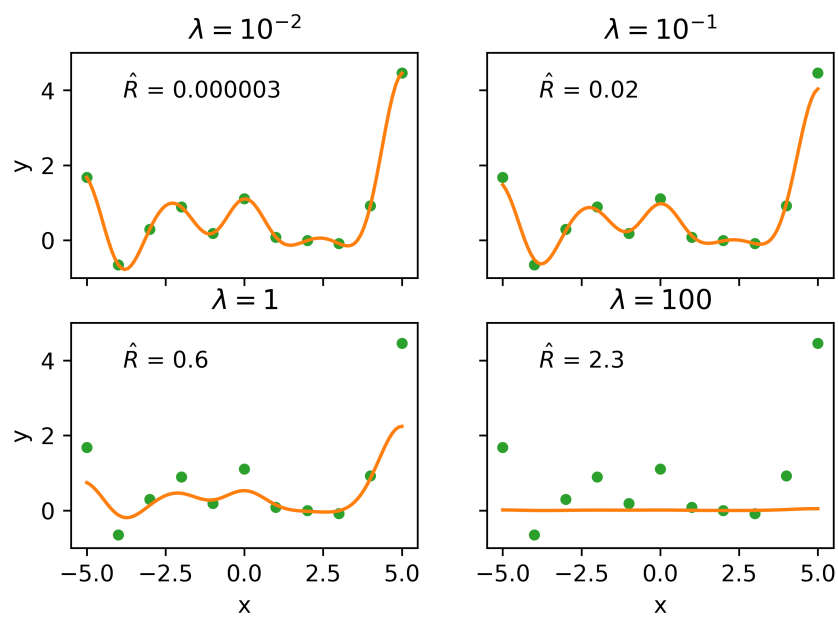 λ = 10⁻²
λ = 10⁻¹
R̂ = 0.000003
R̂ = 0.02
y
4
2
0
λ = 1
λ = 100
R̂ = 0.6
R̂ = 2.3
y
4
2
0
−5.0 −2.5 0.0 2.5 5.0
−5.0 −2.5 0.0 2.5 5.0
x
x